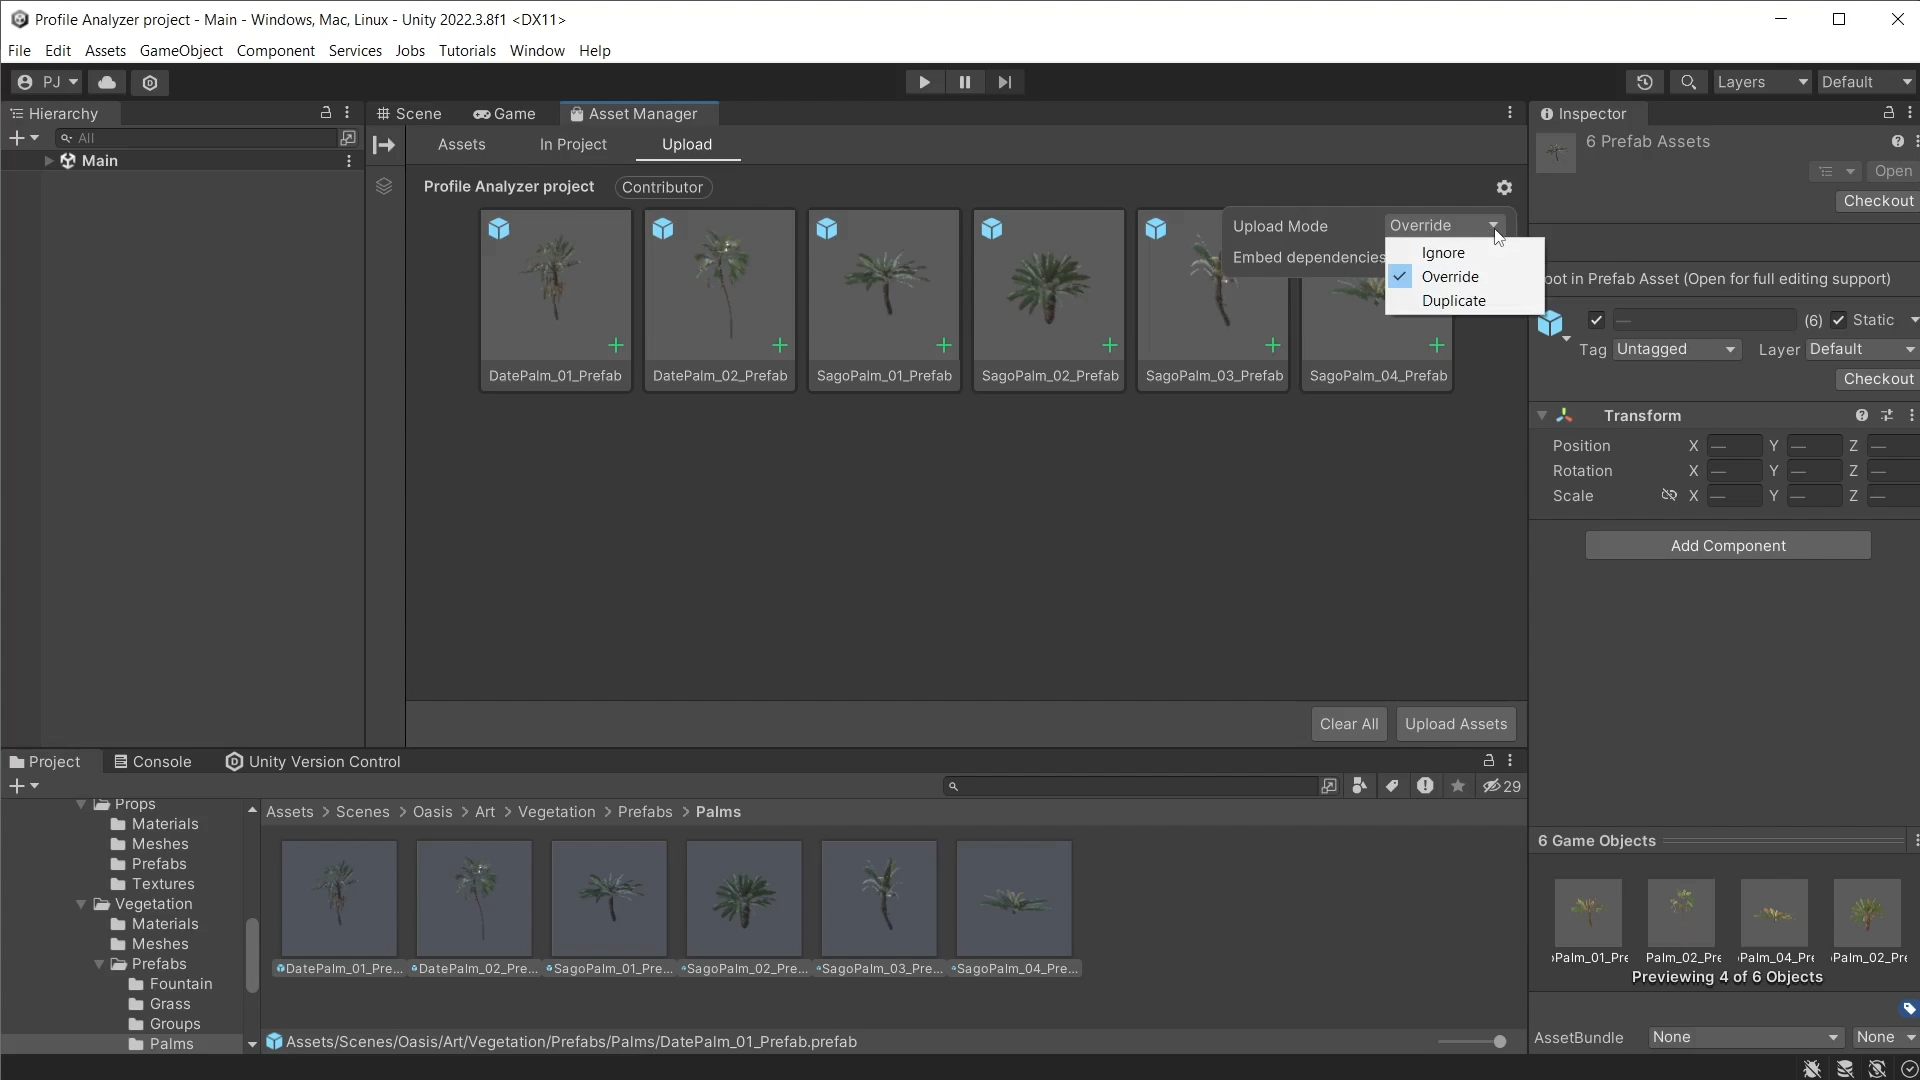 Profile Analyzer project - Main - Windows, Mac, Linux - Unity 2022.3.8f1 <DX11>
File Edit Assets GameObject Component Services Jobs Tutorials Window Help
PJ Layers Default
Hierarchy
All
Main
Scene Game Asset Manager
Assets In Project Upload
Profile Analyzer project Contributor
Upload Mode Override
Embed dependencies
Ignore
Override
Duplicate
DatePalm_01_Prefab DatePalm_02_Prefab SagoPalm_01_Prefab SagoPalm_02_Prefab SagoPalm_03_Prefab SagoPalm_04_Prefab
Clear All Upload Assets
Inspector
6 Prefab Assets
Open
Checkout
oot in Prefab Asset (Open for full editing support)
— (6) Static
Tag Untagged Layer Default
Checkout
Transform
Position X — Y — Z —
Rotation X — Y — Z —
Scale X — Y — Z —
Add Component
Project Console Unity Version Control
29
Props
Materials
Meshes
Prefabs
Textures
Vegetation
Materials
Meshes
Prefabs
Fountain
Grass
Groups
Palms
Assets > Scenes > Oasis > Art > Vegetation > Prefabs > Palms
DatePalm_01_Pre... DatePalm_02_Pre... SagoPalm_01_Pre... SagoPalm_02_Pre... SagoPalm_03_Pre... SagoPalm_04_Pre...
Assets/Scenes/Oasis/Art/Vegetation/Prefabs/Palms/DatePalm_01_Prefab.prefab
6 Game Objects
Palm_01_Pre Palm_02_Pre Palm_04_Pre Palm_02_Pre
Previewing 4 of 6 Objects
AssetBundle None None